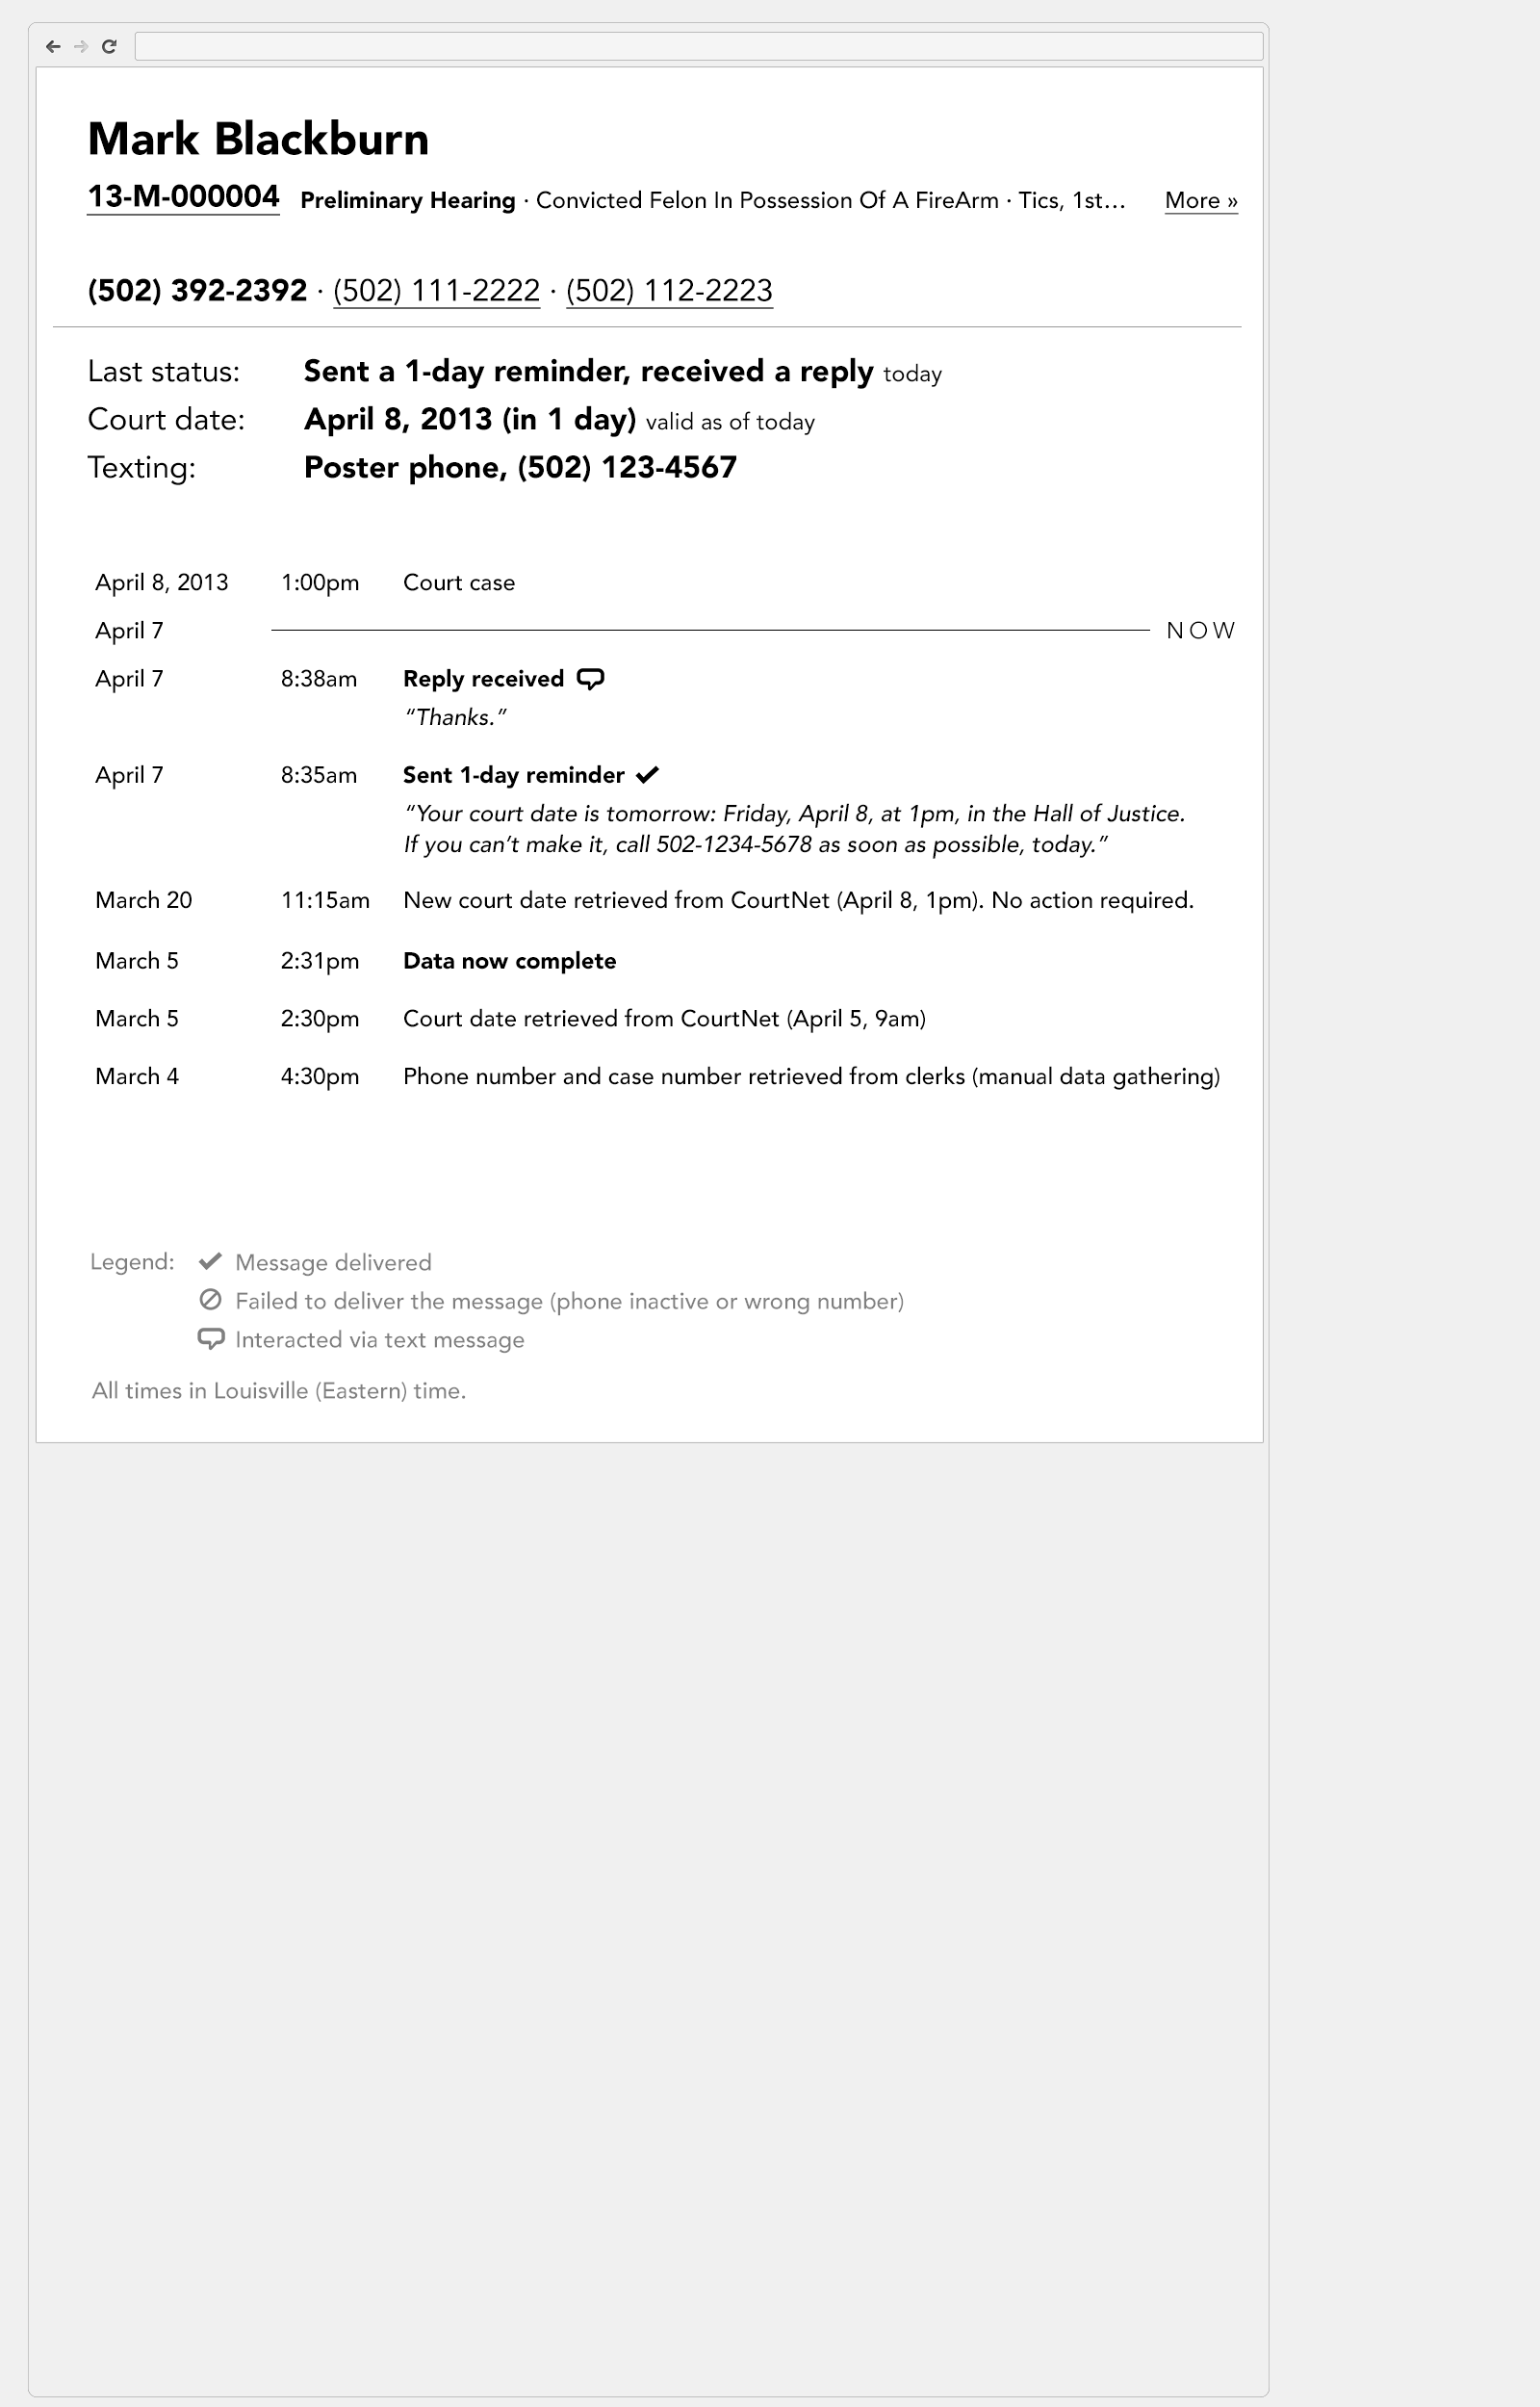 Mark Blackburn
13-M-000004 Preliminary Hearing · Convicted Felon In Possession Of A FireArm · Tics, 1st… More »
(502) 392-2392 · (502) 111-2222 · (502) 112-2223
Last status: Sent a 1-day reminder, received a reply today
Court date: April 8, 2013 (in 1 day) valid as of today
Texting: Poster phone, (502) 123-4567
April 8, 2013 1:00pm Court case
April 7 NOW
April 7 8:38am Reply received
“Thanks.”
April 7 8:35am Sent 1-day reminder
“Your court date is tomorrow: Friday, April 8, at 1pm, in the Hall of Justice.
If you can’t make it, call 502-1234-5678 as soon as possible, today.”
March 20 11:15am New court date retrieved from CourtNet (April 8, 1pm). No action required.
March 5 2:31pm Data now complete
March 5 2:30pm Court date retrieved from CourtNet (April 5, 9am)
March 4 4:30pm Phone number and case number retrieved from clerks (manual data gathering)
Legend: Message delivered
Failed to deliver the message (phone inactive or wrong number)
Interacted via text message
All times in Louisville (Eastern) time.